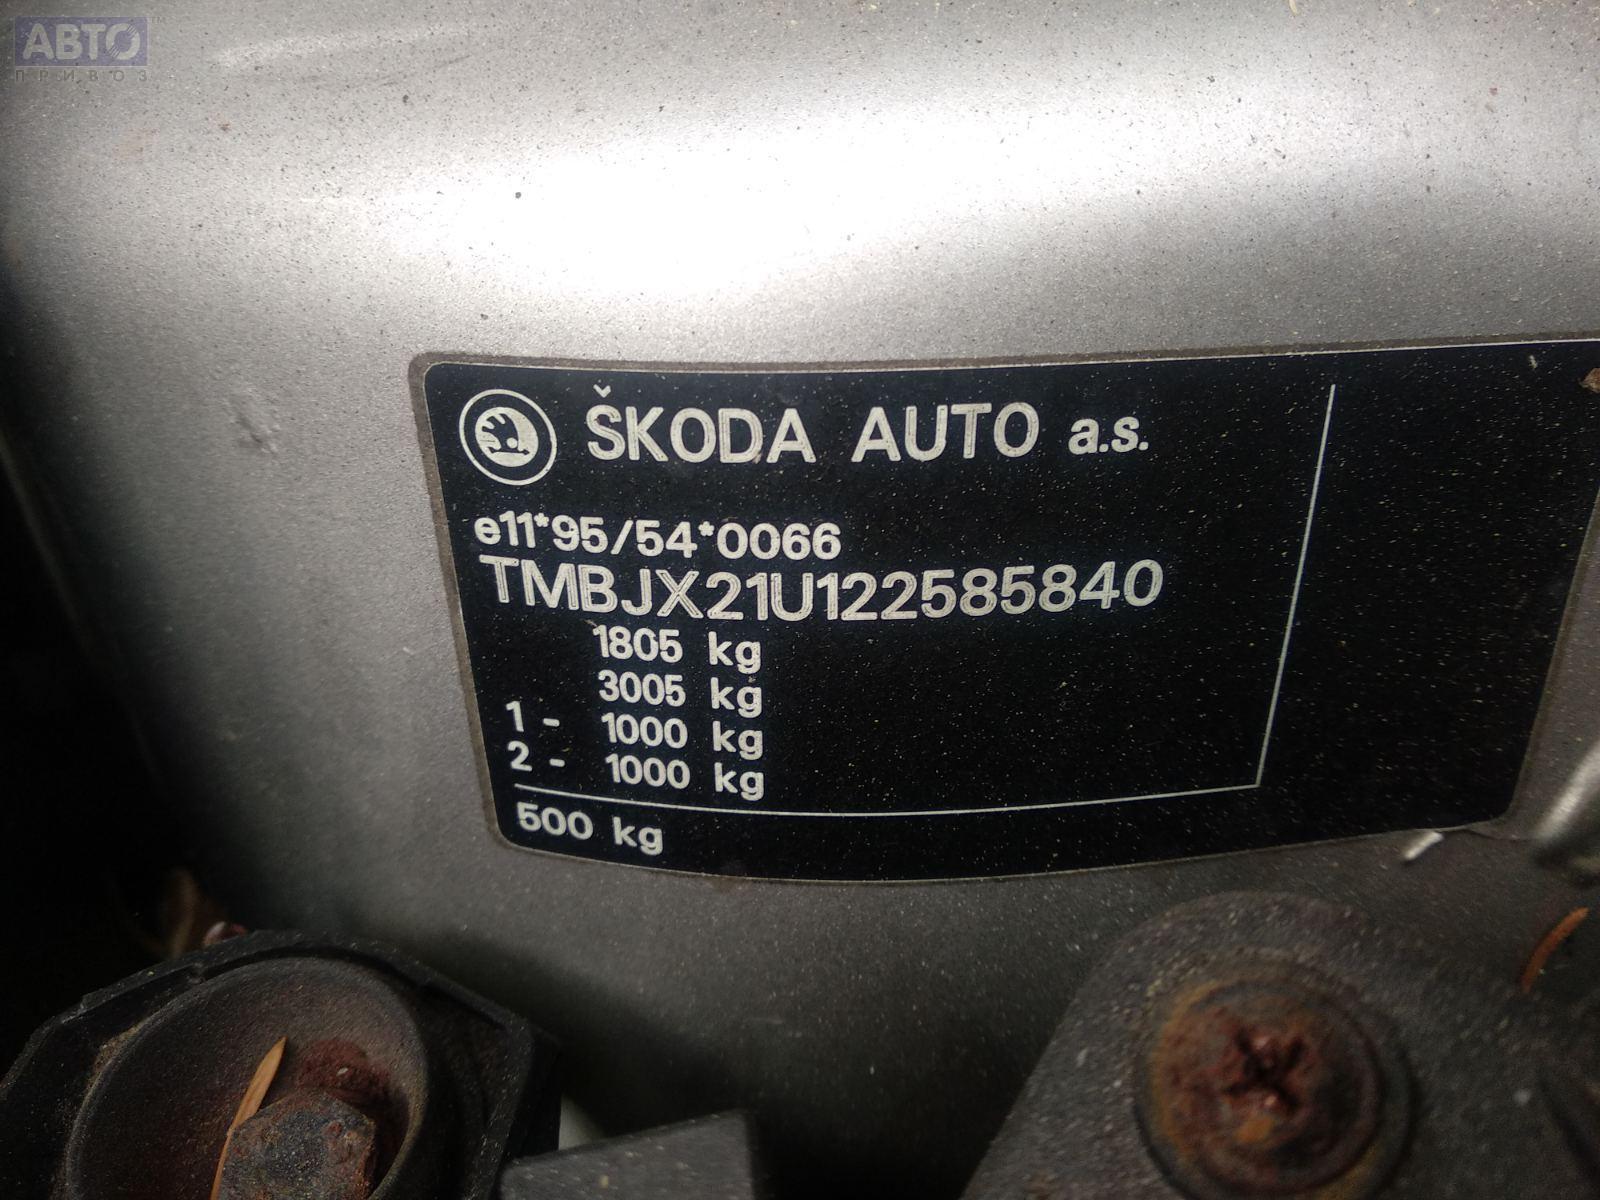 АВТО
ПРИВОЗ
ŠKODA AUTO a.s.
e11*95/54*0066
TMBJX21U122585840
1805 kg
3005 kg
1 - 1000 kg
2 - 1000 kg
500 kg